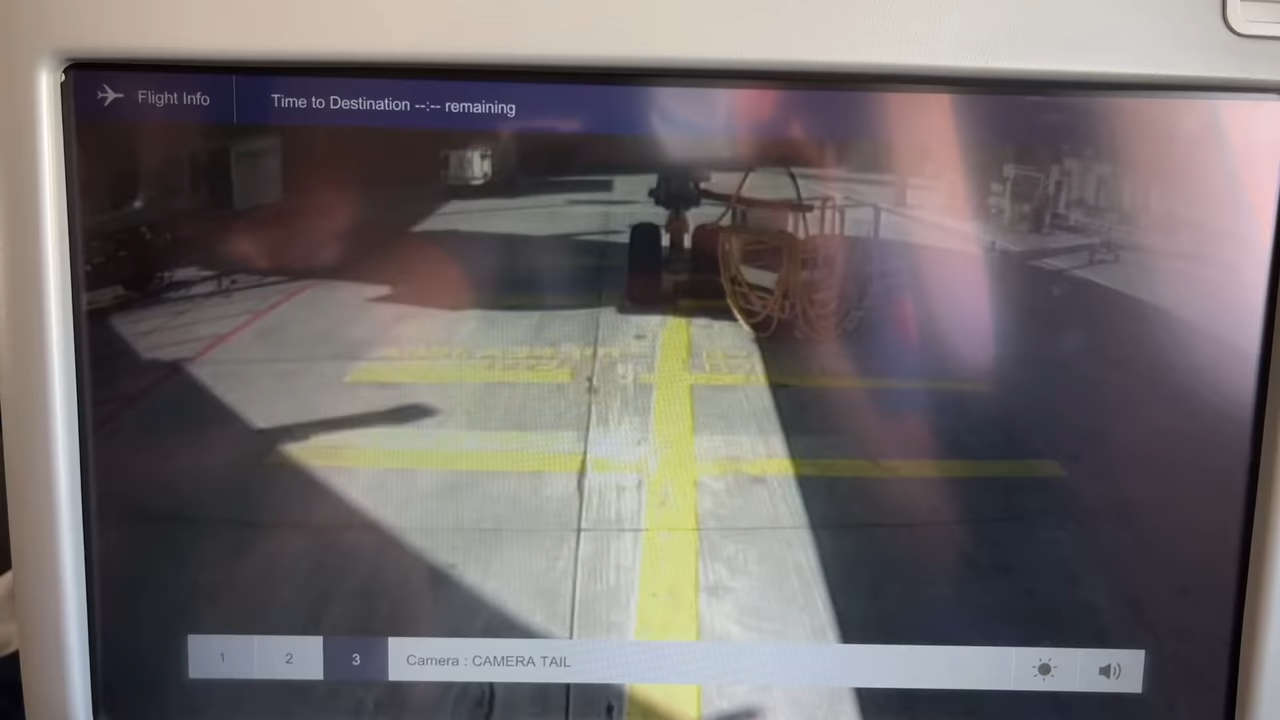 Flight Info
Time to Destination --:-- remaining
1 2 3 Camera : CAMERA TAIL